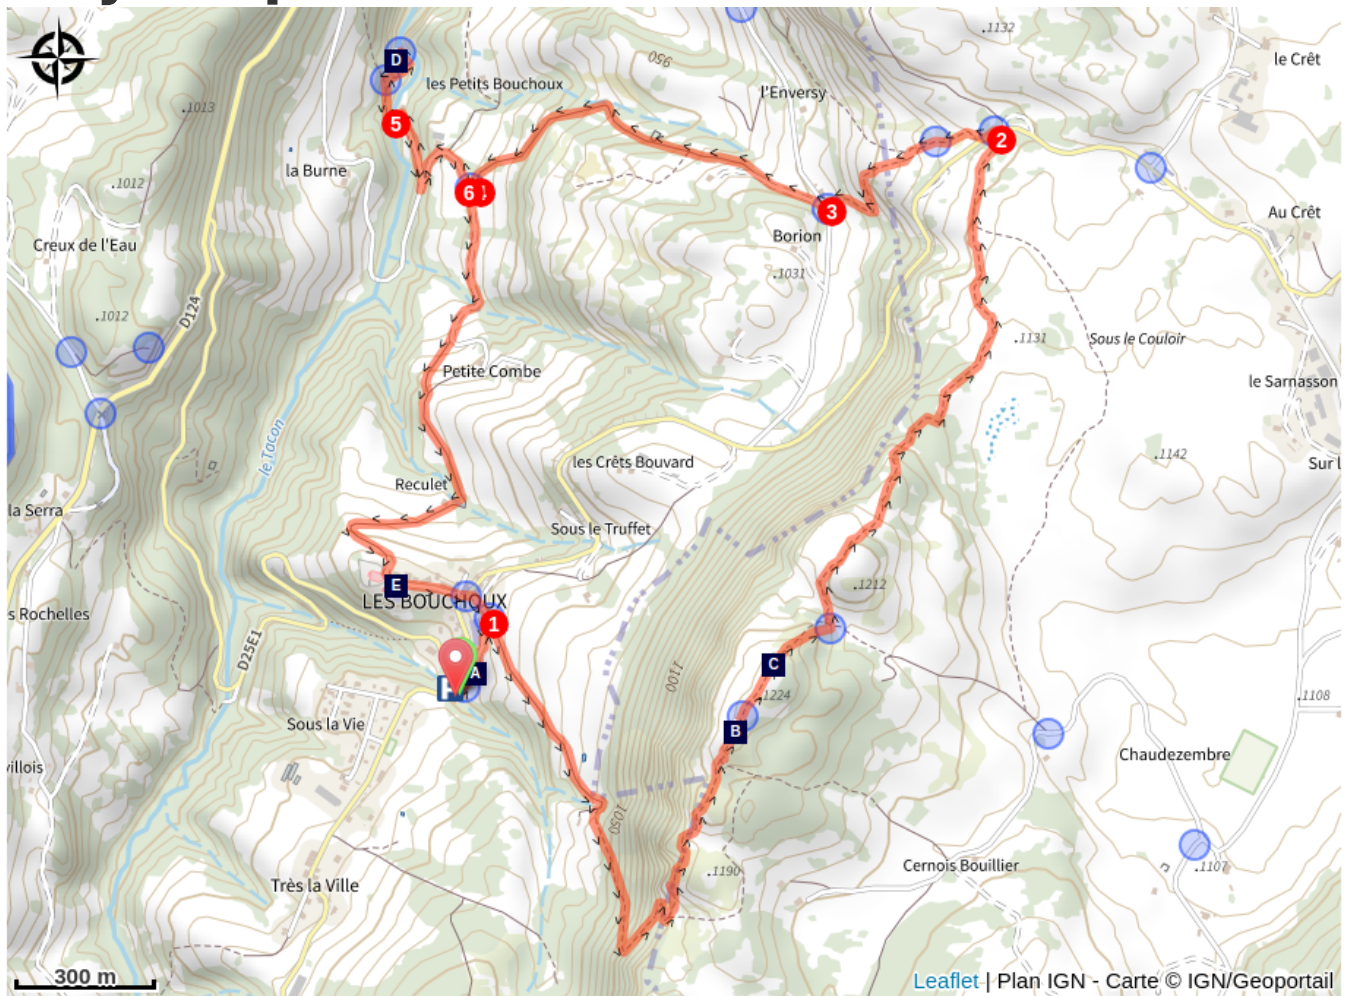 .1132
le Crêt
950
D
les Petits Bouchoux
l'Enversy
.1013
5
2
la Burne
.1012
6
3
Au Crêt
Creux de l'Eau
Borion
.1031
D124
.1012
.1131
Sous le Couloir
Petite Combe
le Sarnasson
le Tacon
les Crêts Bouvard
.1142
Sur l
Reculet
la Serra
Sous le Truffet
E
.1212
LES BOUCHOUX
s Rochelles
1
D25E1
C
A
1100
P
.1224
.1108
Sous la Vie
B
villois
Chaudezembre
1050
.1190
Cernois Bouillier
.1107
Très la Ville
300 m
Leaflet | Plan IGN - Carte © IGN/Geoportail